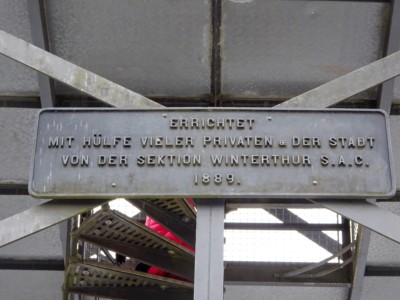 ERRICHTET
MIT HÜLFE VIELER PRIVATEN u. DER STADT
VON DER SEKTION WINTERTHUR S.A.C.
1889.